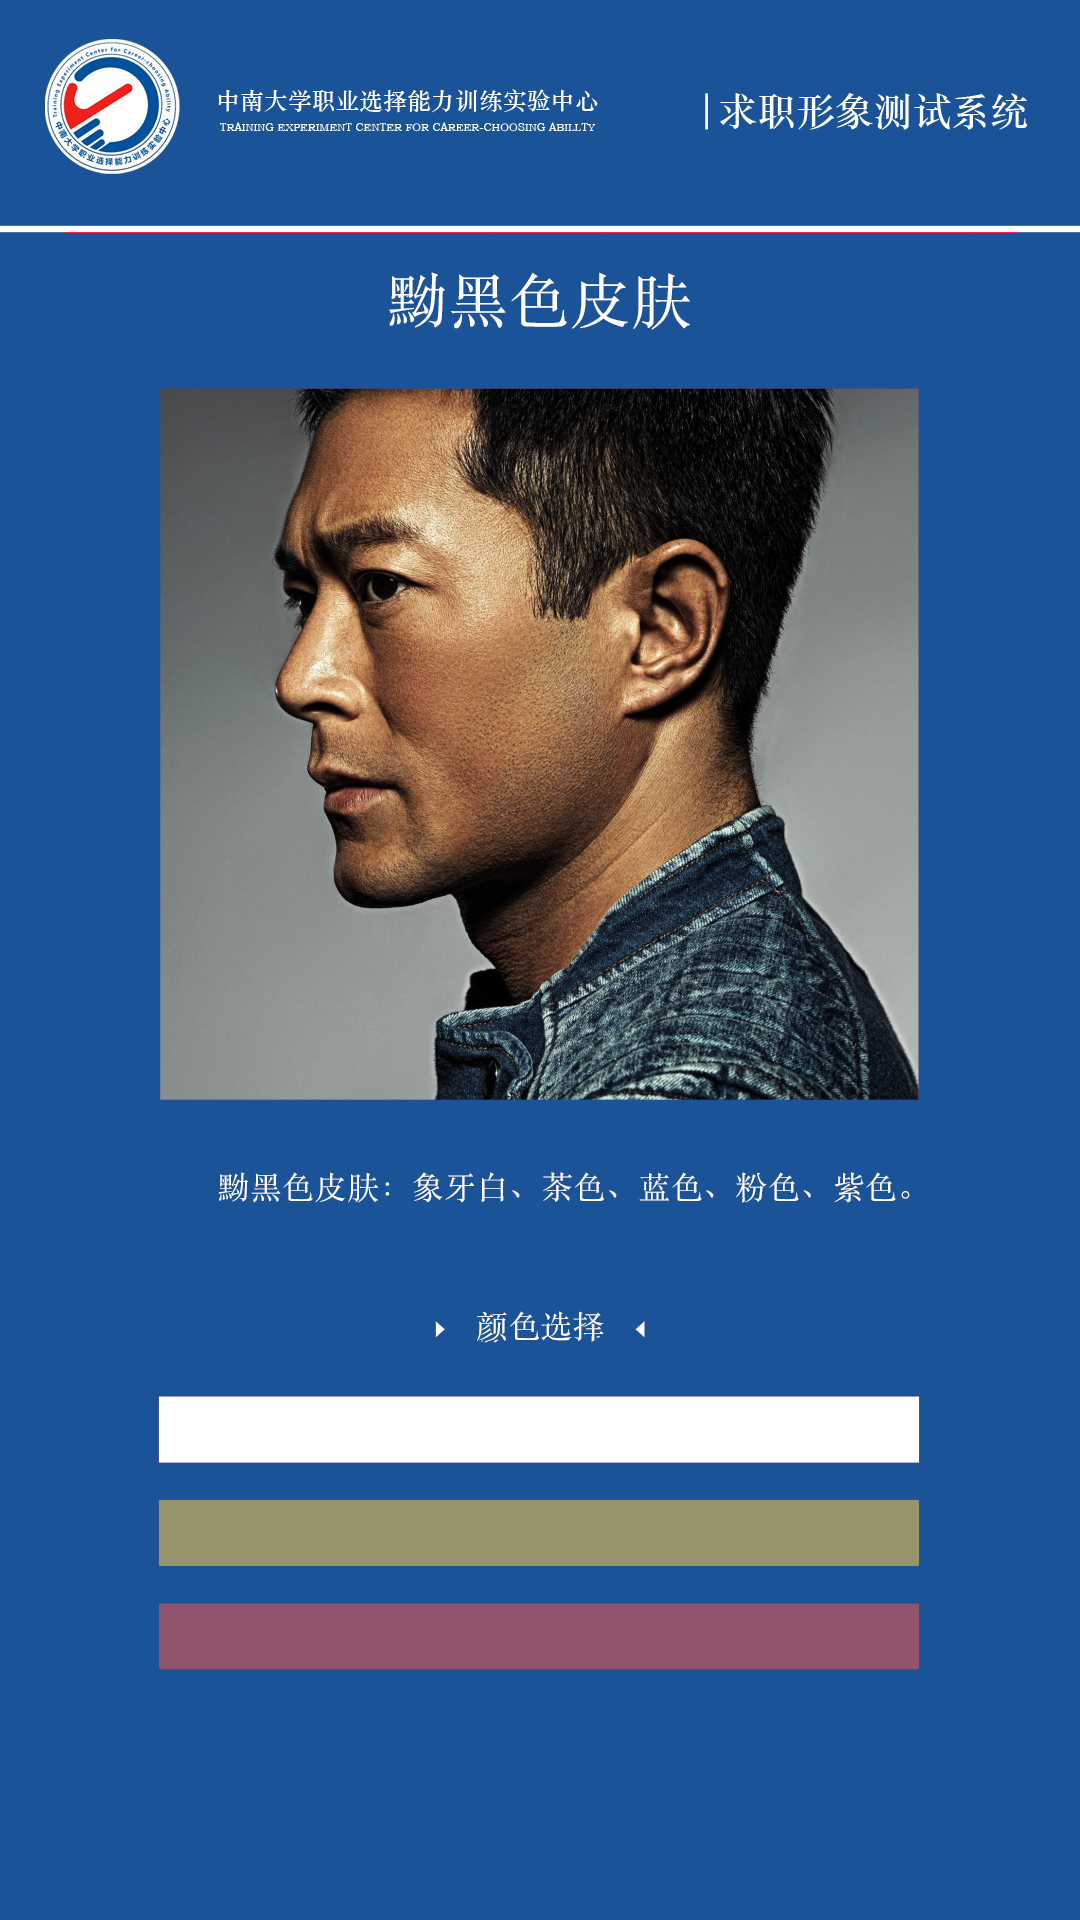 Training Experiment Center for Career-choosing Ability
中南大学职业选择能力训练实验中心
中南大学职业选择能力训练实验中心
TRAINING EXPERIMENT CENTER FOR CAREER-CHOOSING ABILLTY
|求职形象测试系统
黝黑色皮肤
黝黑色皮肤：象牙白、茶色、蓝色、粉色、紫色。
颜色选择